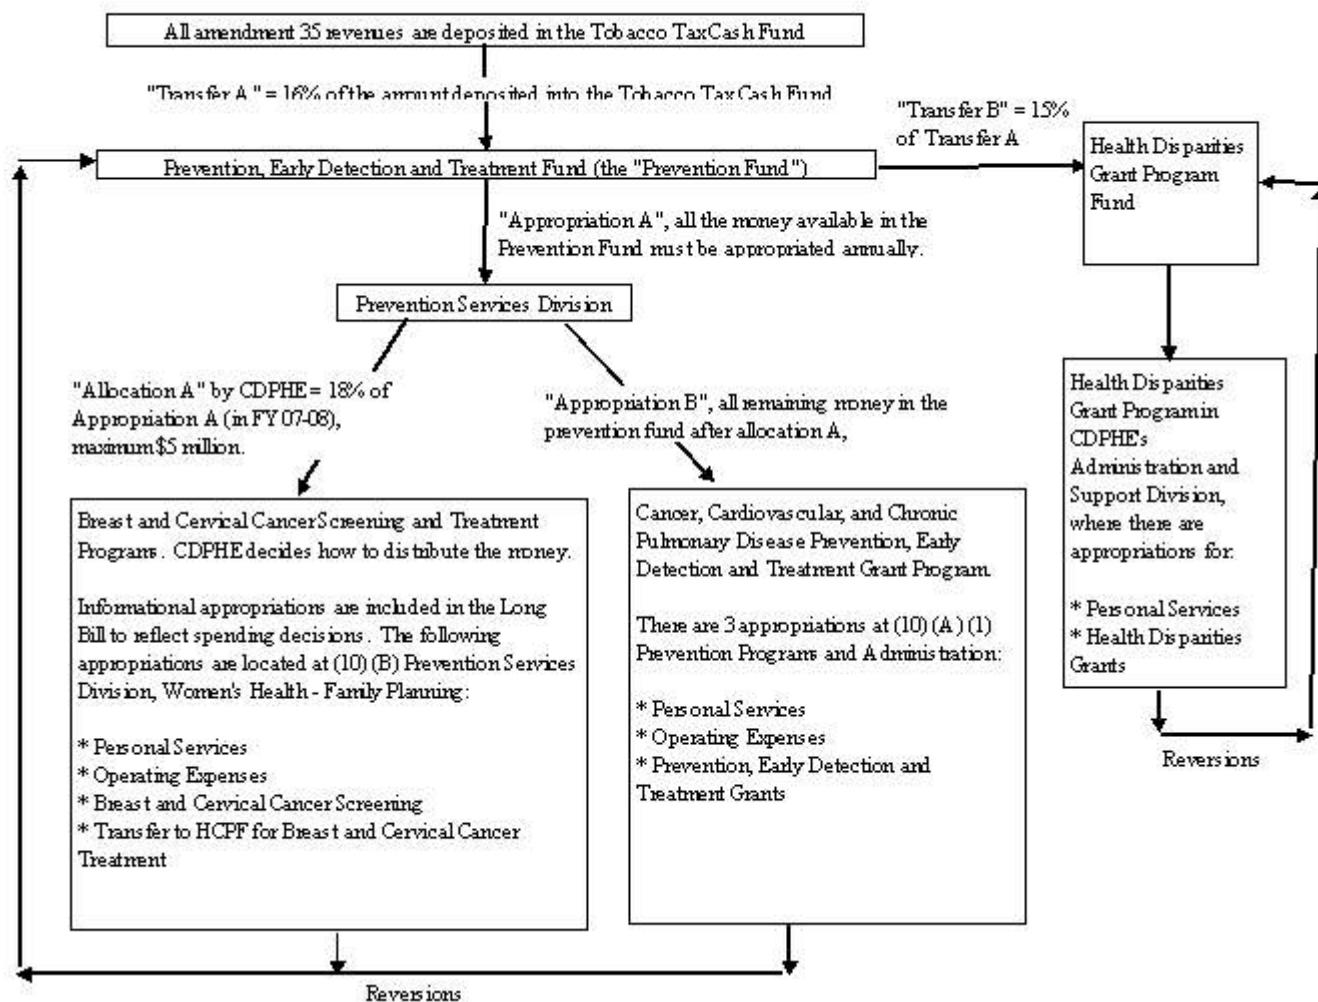 All amendment 35 revenues are deposited in the Tobacco Tax Cash Fund
"Transfer A" = 16% of the amount deposited into the Tobacco Tax Cash Fund
"Transfer B" = 15%
of Transfer A
Prevention, Early Detection and Treatment Fund (the "Prevention Fund")
Health Disparities
Grant Program
Fund
"Appropriation A", all the money available in the
Prevention Fund must be appropriated annually.
Prevention Services Division
"Allocation A" by CDPHE = 18% of
Appropriation A (in FY 07-08),
maximum $5 million.
"Appropriation B", all remaining money in the
prevention fund after allocation A,
Health Disparities
Grant Program in
CDPHE's
Administration and
Support Division,
where there are
appropriations for:
* Personal Services
* Health Disparities
Grants
Reversions
Breast and Cervical Cancer Screening and Treatment
Programs. CDPHE decides how to distribute the money.
Informational appropriations are included in the Long
Bill to reflect spending decisions. The following
appropriations are located at (10) (B) Prevention Services
Division, Women's Health - Family Planning:
* Personal Services
* Operating Expenses
* Breast and Cervical Cancer Screening
* Transfer to HCPF for Breast and Cervical Cancer
Treatment
Cancer, Cardiovascular, and Chronic
Pulmonary Disease Prevention, Early
Detection and Treatment Grant Program.
There are 3 appropriations at (10) (A) (1)
Prevention Programs and Administration:
* Personal Services
* Operating Expenses
* Prevention, Early Detection and
Treatment Grants
Reversions